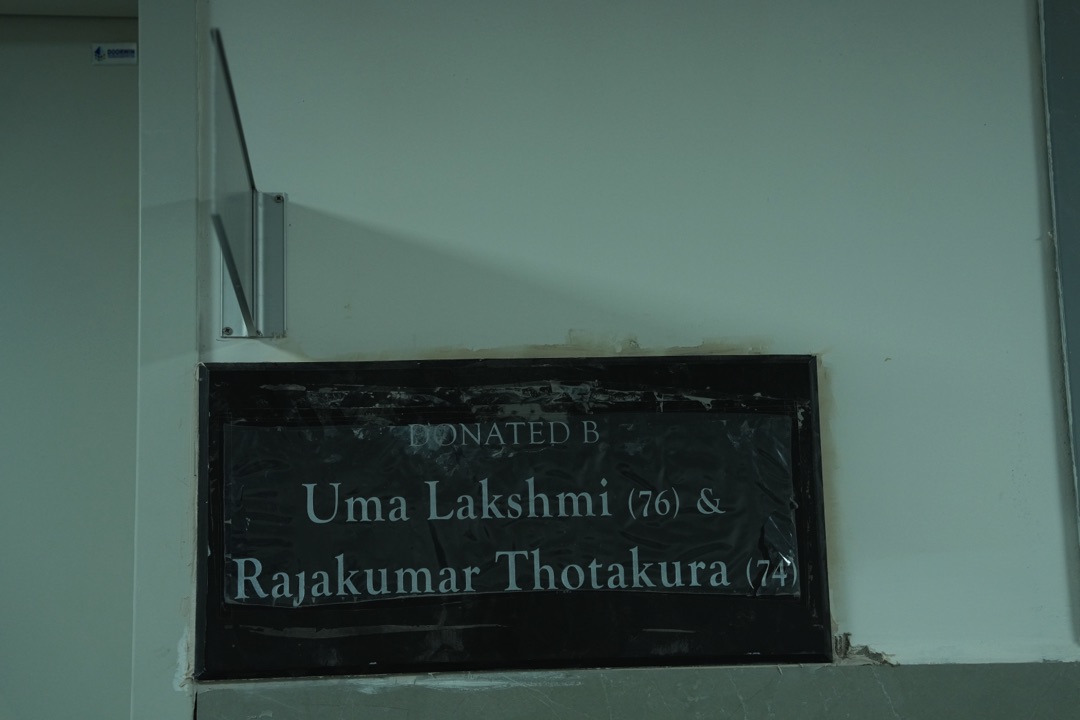 DONATED B
Uma Lakshmi (76) &
Rajakumar Thotakura (74)